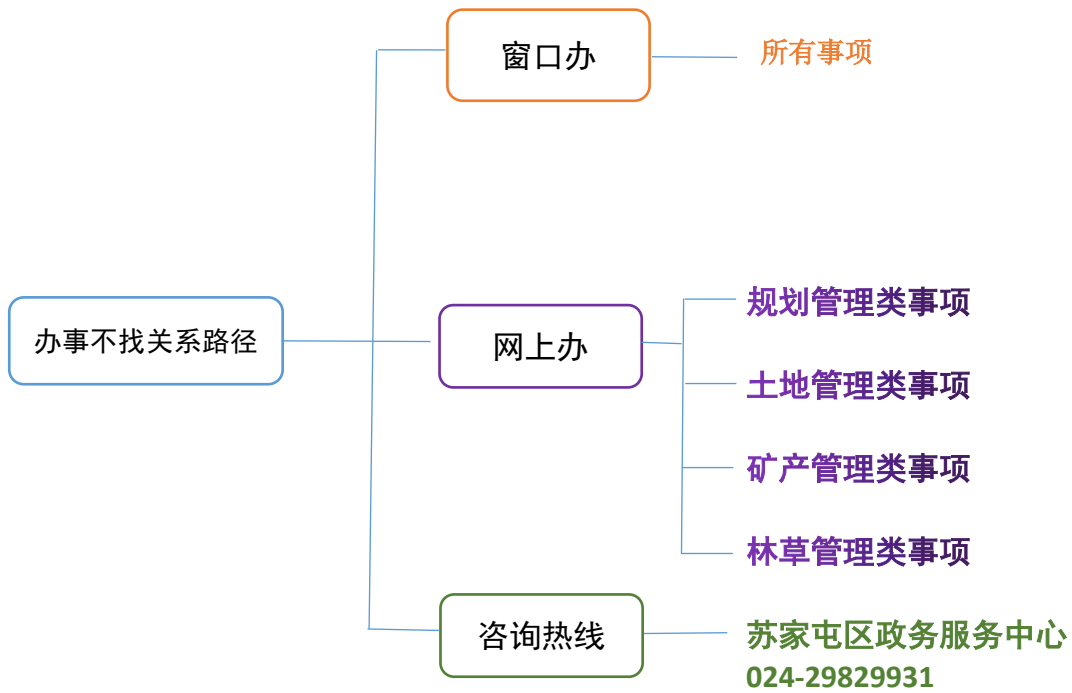 窗口办
所有事项
办事不找关系路径
网上办
规划管理类事项
土地管理类事项
矿产管理类事项
林草管理类事项
咨询热线
苏家屯区政务服务中心
024-29829931